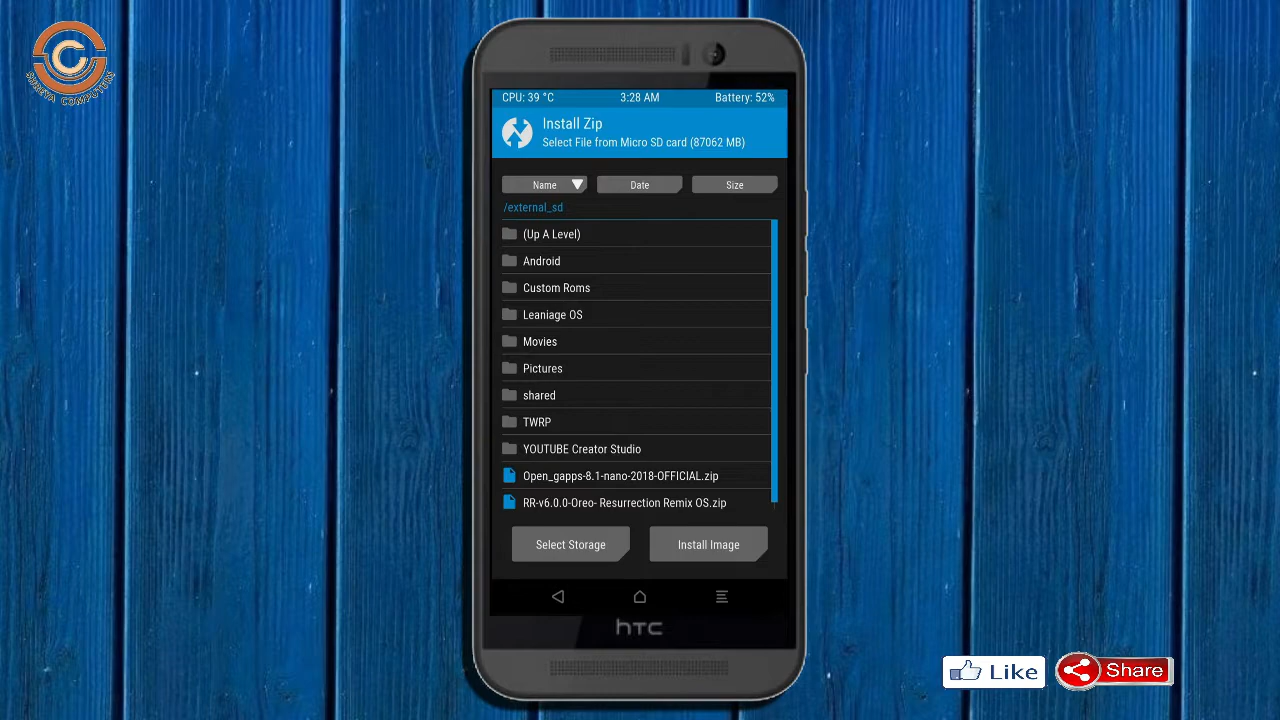 SHREYA COMPUTERS
CPU: 39 °C 3:28 AM Battery: 52%
Install Zip
Select File from Micro SD card (87062 MB)
Name Date Size
/external_sd
(Up A Level)
Android
Custom Roms
Leaniage OS
Movies
Pictures
shared
TWRP
YOUTUBE Creator Studio
Open_gapps-8.1-nano-2018-OFFICIAL.zip
RR-v6.0.0-Oreo- Resurrection Remix OS.zip
Select Storage Install Image
hTC
Like Share